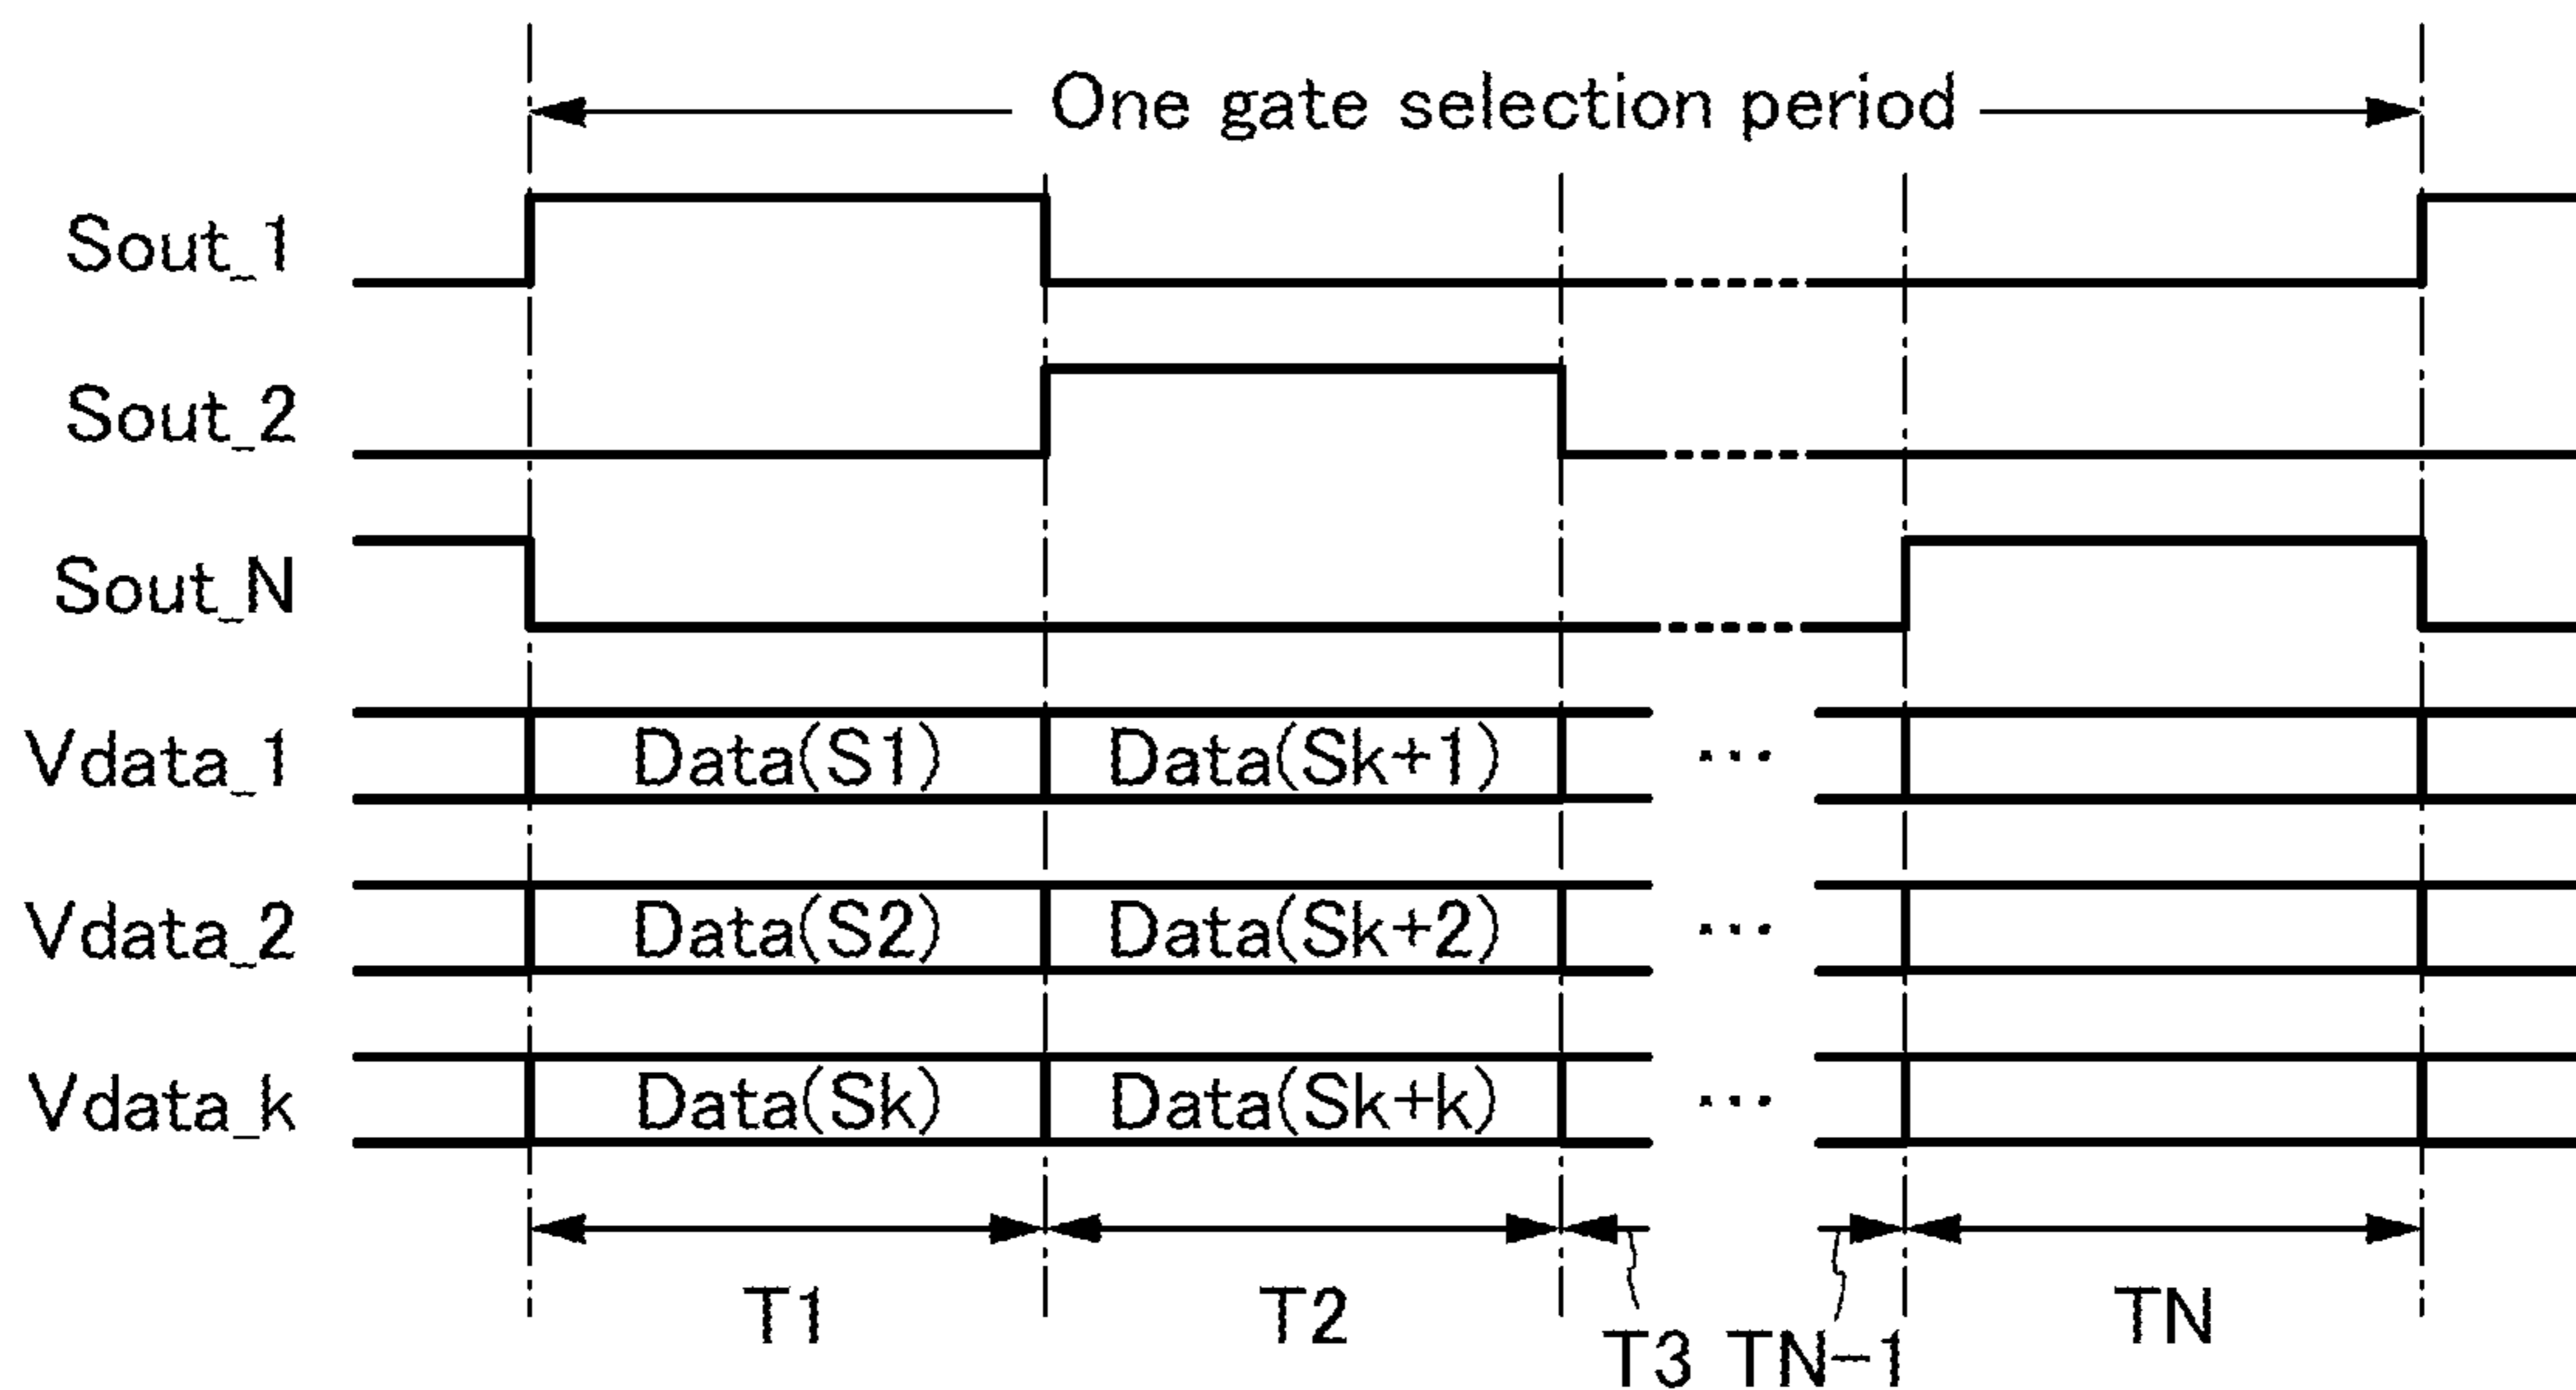 One gate selection period
Sout_1
Sout_2
Sout_N
Vdata_1 Data(S1) Data(Sk+1) ...
Vdata_2 Data(S2) Data(Sk+2) ...
Vdata_k Data(Sk) Data(Sk+k) ...
T1 T2 T3 TN-1 TN